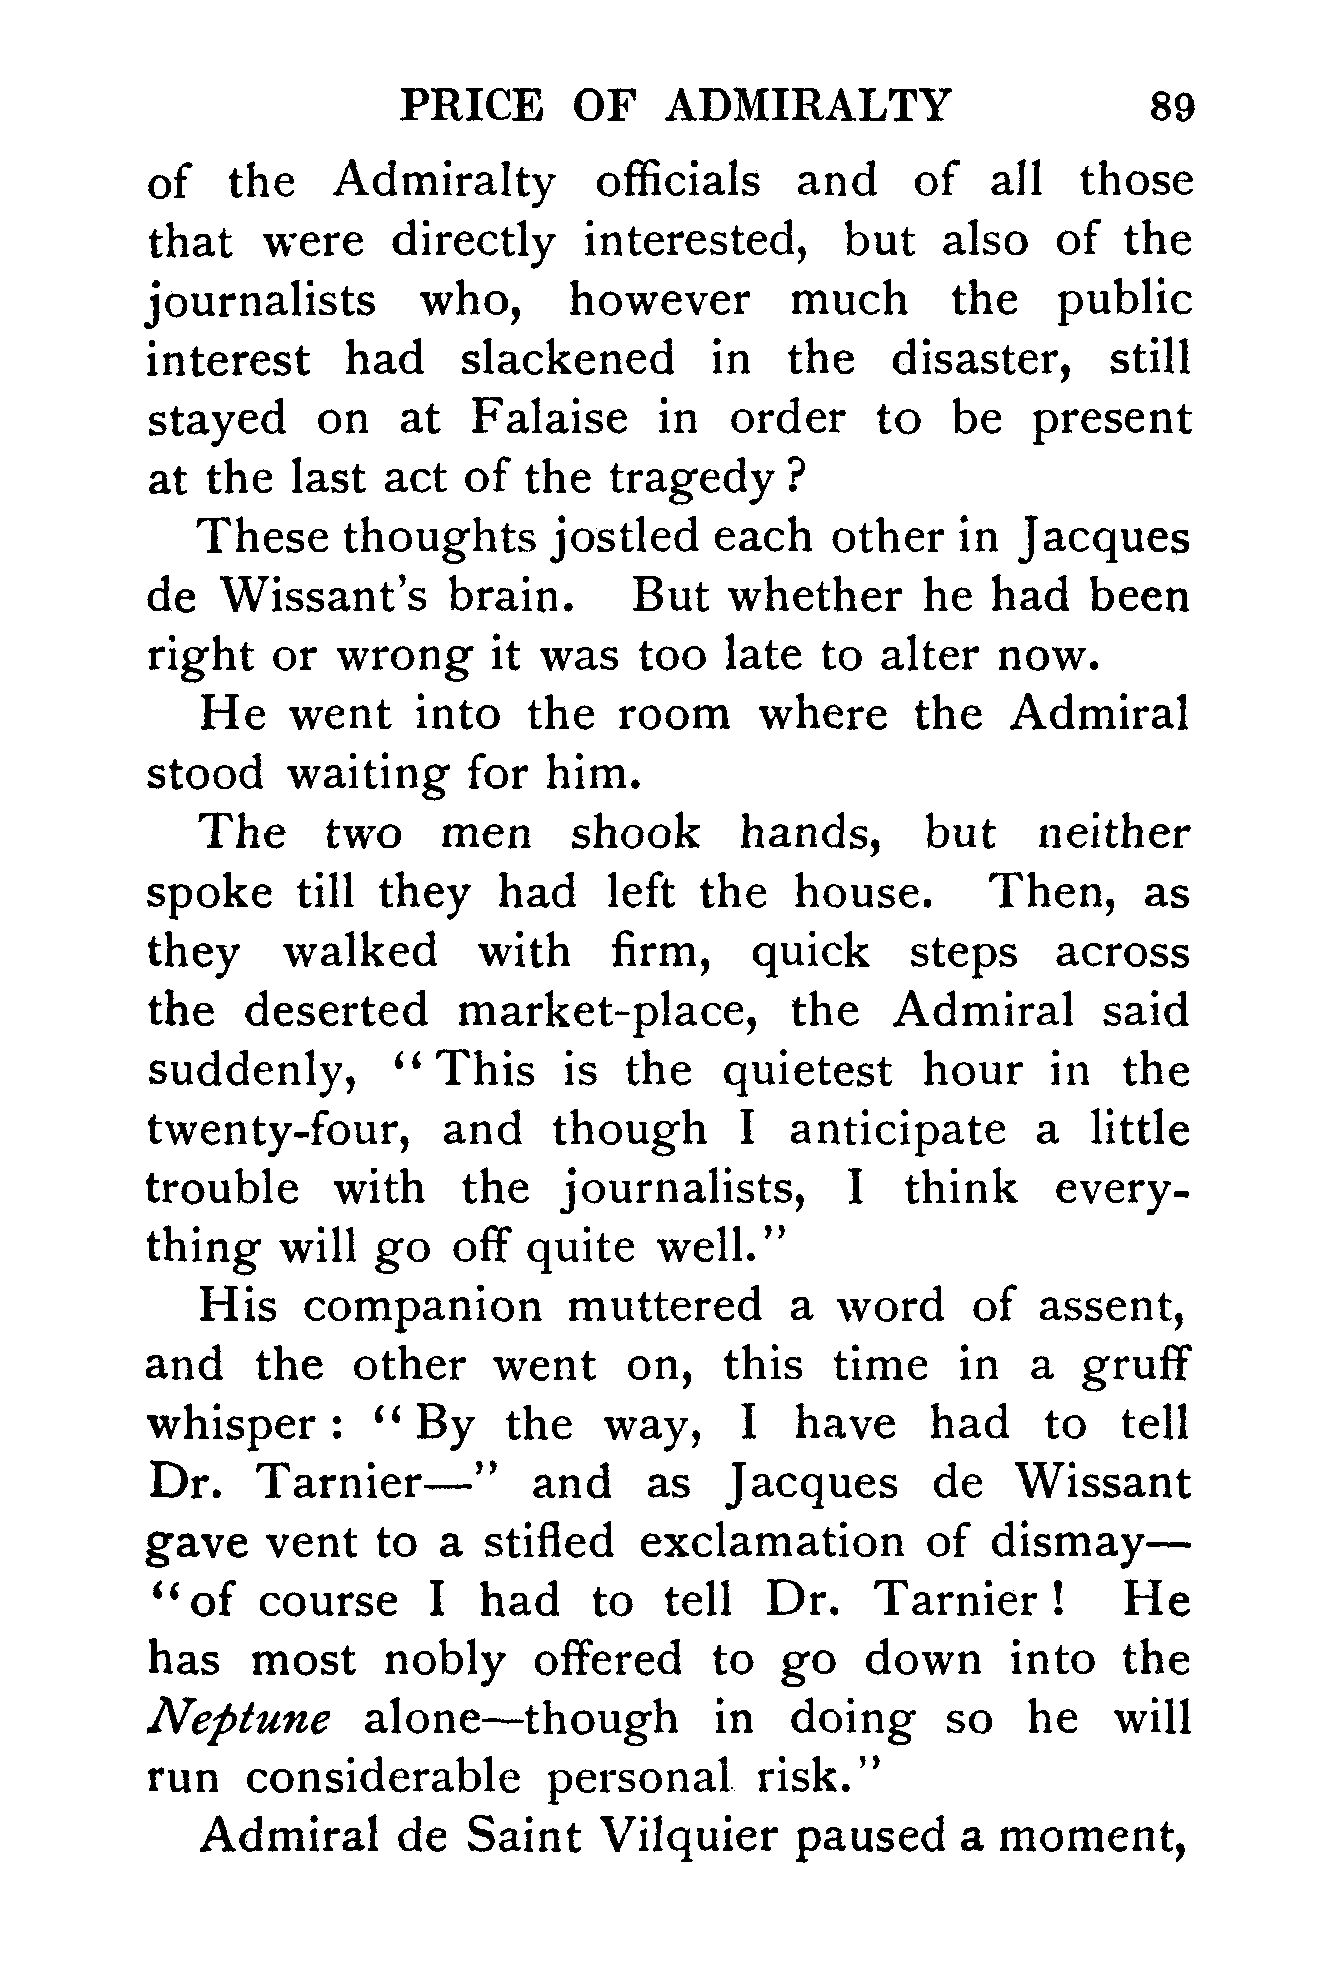 PRICE OF ADMIRALTY 89
of the Admiralty officials and of all those
that were directly interested, but also of the
journalists who, however much the public
interest had slackened in the disaster, still
stayed on at Falaise in order to be present
at the last act of the tragedy ?
These thoughts jostled each other in Jacques
de Wissant's brain. But whether he had been
right or wrong it was too late to alter now.
He went into the room where the Admiral
stood waiting for him.
The two men shook hands, but neither
spoke till they had left the house. Then, as
they walked with firm, quick steps across
the deserted market-place, the Admiral said
suddenly, “ This is the quietest hour in the
twenty-four, and though I anticipate a little
trouble with the journalists, I think every-
thing will go off quite well.”
His companion muttered a word of assent,
and the other went on, this time in a gruff
whisper : “ By the way, I have had to tell
Dr. Tarnier—” and as Jacques de Wissant
gave vent to a stifled exclamation of dismay—
“ of course I had to tell Dr. Tarnier ! He
has most nobly offered to go down into the
Neptune alone—though in doing so he will
run considerable personal risk.”
Admiral de Saint Vilquier paused a moment,